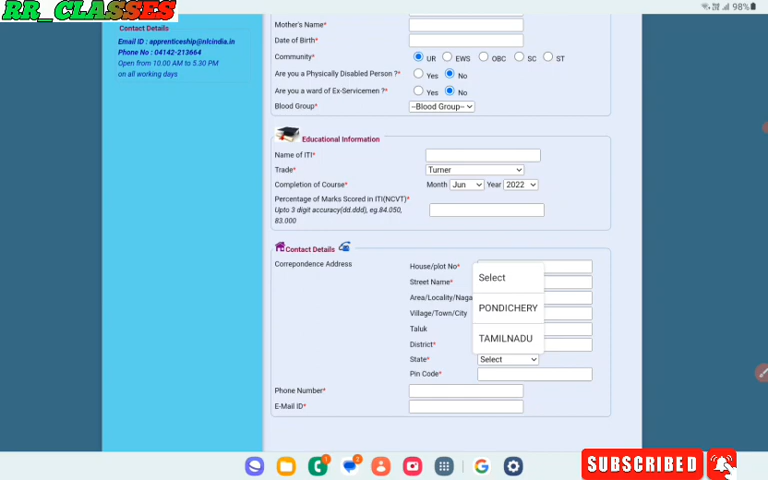 RR_CLASSES
98%
Contact Details
Email ID : apprenticeship@nlcindia.in
Phone No : 04142-213664
Open from 10.00 AM to 5.30 PM
on all working days
Mother's Name*
Date of Birth*
Community* UR EWS OBC SC ST
Are you a Physically Disabled Person ?* Yes No
Are you a ward of Ex-Servicemen ?* Yes No
Blood Group* --Blood Group--
Educational Information
Name of ITI*
Trade* Turner
Completion of Course* Month Jun Year 2022
Percentage of Marks Scored in ITI(NCVT)*
Upto 3 digit accuracy(dd.ddd), eg.84.050,
83.000
Contact Details
Correpondence Address
House/plot No*
Street Name*
Area/Locality/Naga
Village/Town/City
Taluk
District*
State* Select
Select
PONDICHERY
TAMILNADU
Pin Code*
Phone Number*
E-Mail ID*
1
2
G
SUBSCRIBED